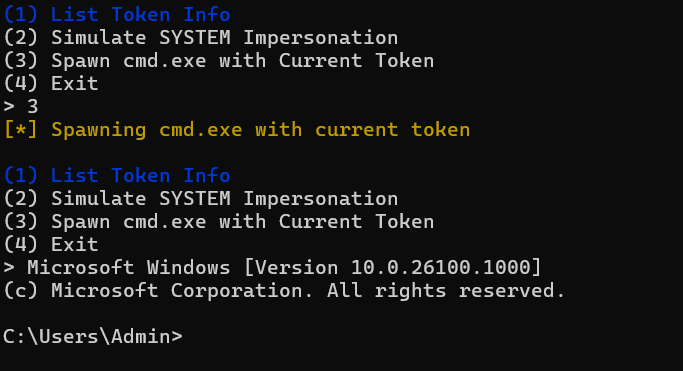 (1) List Token Info
(2) Simulate SYSTEM Impersonation
(3) Spawn cmd.exe with Current Token
(4) Exit
> 3
[*] Spawning cmd.exe with current token
(1) List Token Info
(2) Simulate SYSTEM Impersonation
(3) Spawn cmd.exe with Current Token
(4) Exit
> Microsoft Windows [Version 10.0.26100.1000]
(c) Microsoft Corporation. All rights reserved.
C:\Users\Admin>